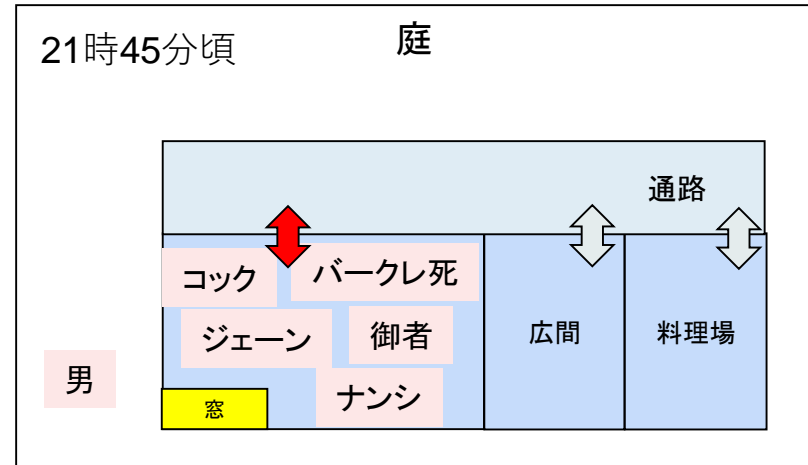 21時45分頃
庭
通路
コック
バークレ死
ジェーン
御者
広間
料理場
男
窓
ナンシ